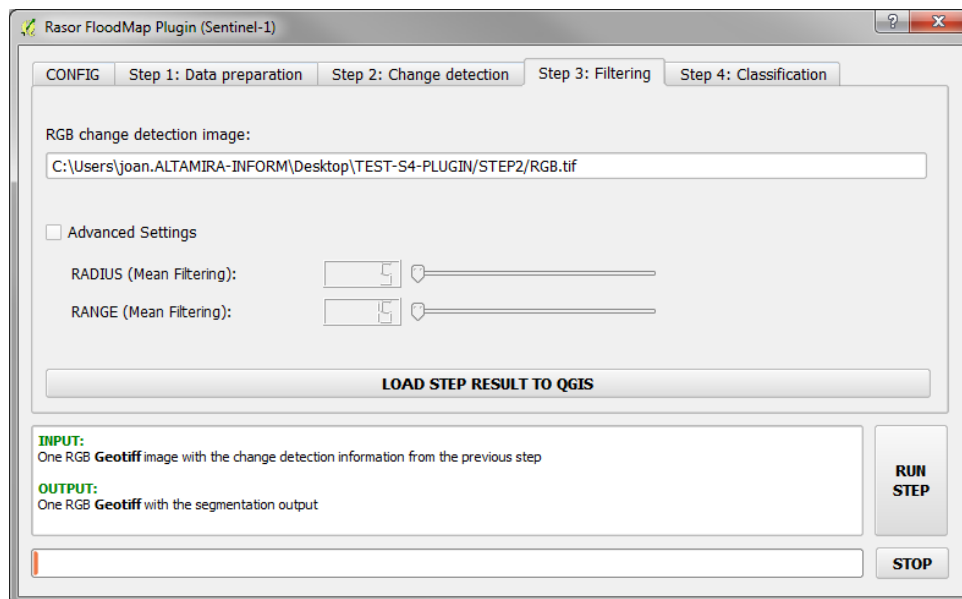 Rasor FloodMap Plugin (Sentinel-1)
?
CONFIG Step 1: Data preparation Step 2: Change detection Step 3: Filtering Step 4: Classification
RGB change detection image:
C:\Users\joan.ALTAMIRA-INFORM\Desktop\TEST-S4-PLUGIN/STEP2/RGB.tif
Advanced Settings
RADIUS (Mean Filtering): 5
RANGE (Mean Filtering):
LOAD STEP RESULT TO QGIS
INPUT:
One RGB Geotiff image with the change detection information from the previous step
OUTPUT:
One RGB Geotiff with the segmentation output
RUN
STEP
STOP